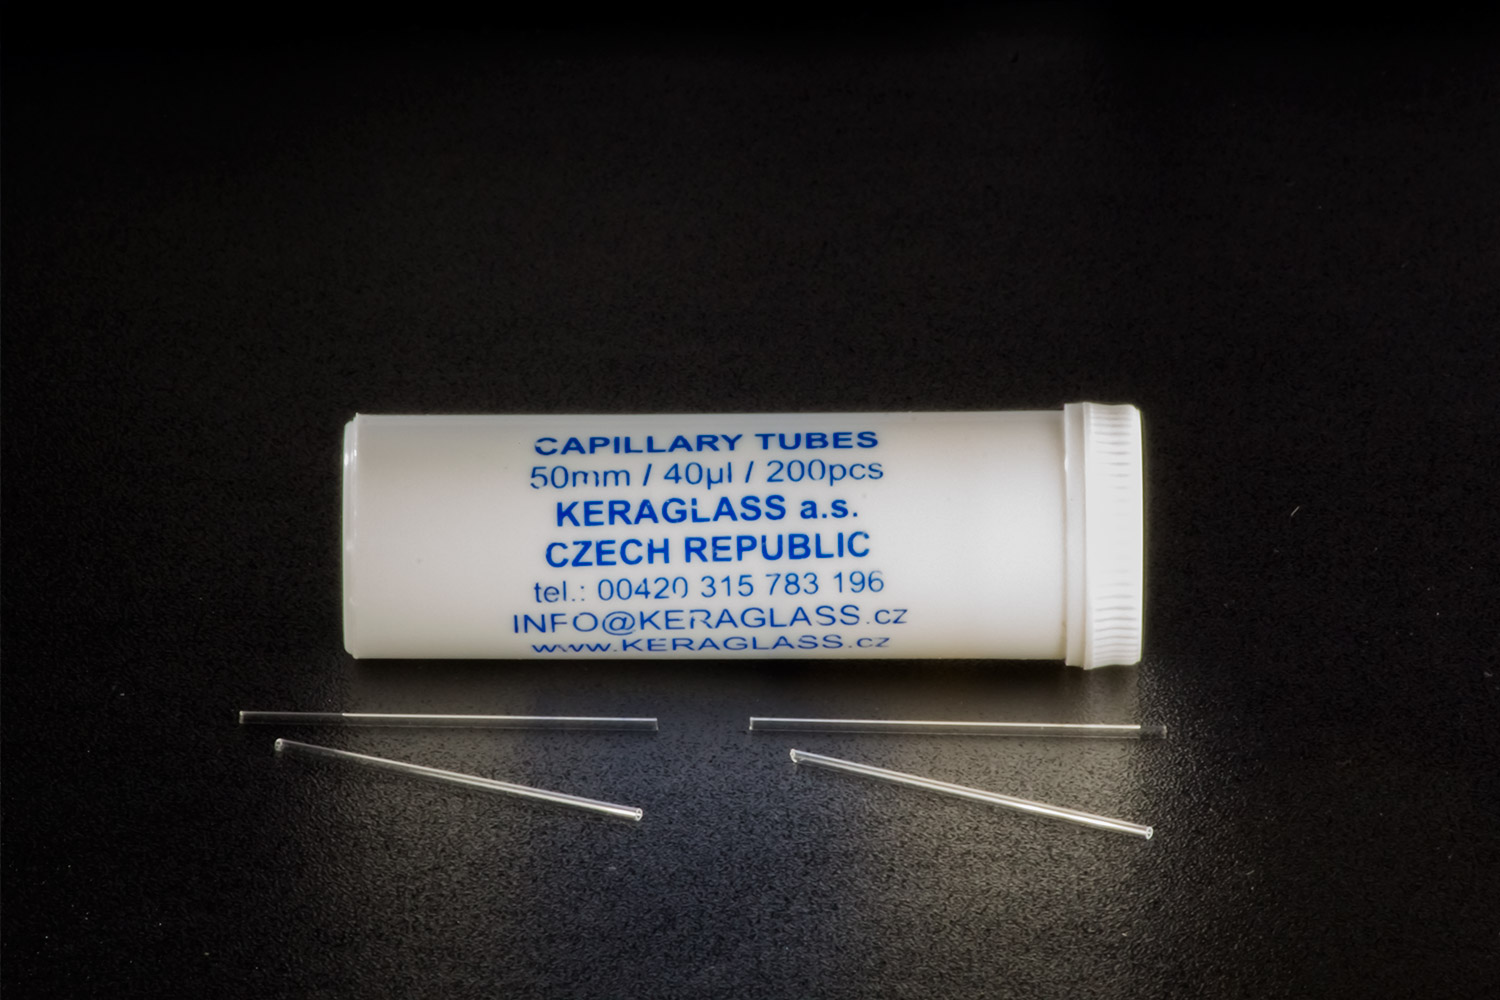 CAPILLARY TUBES
50mm / 40µl / 200pcs
KERAGLASS a.s.
CZECH REPUBLIC
tel.: 00420 315 783 196
INFO@KERAGLASS.cz
www.KERAGLASS.cz